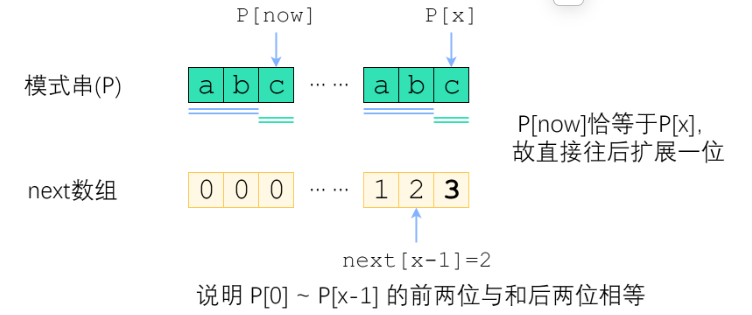 P[now] P[x]
模式串(P) a b c …… a b c
P[now]恰等于P[x],
故直接往后扩展一位
next数组 0 0 0 …… 1 2 3
next[x-1]=2
说明 P[0] ~ P[x-1] 的前两位与和后两位相等